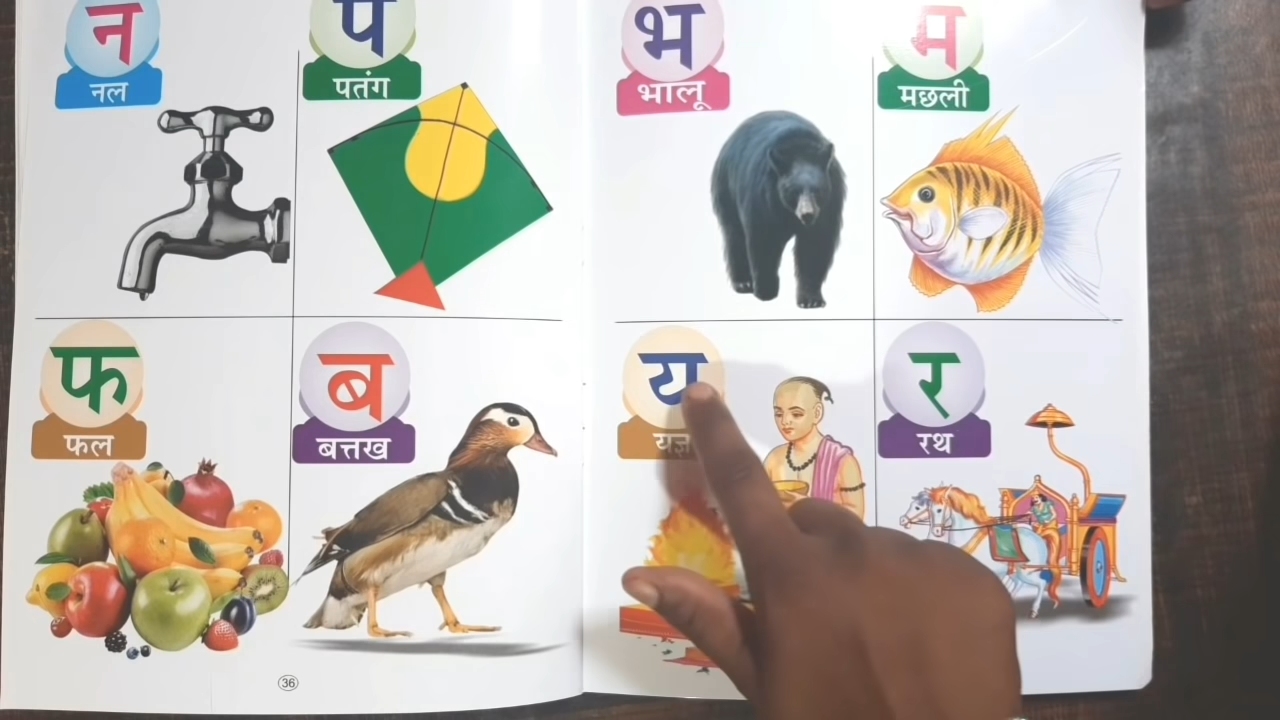 न
नल
प
पतंग
फ
फल
ब
बत्तख
36
भ
भालू
म
मछली
य
र
रथ